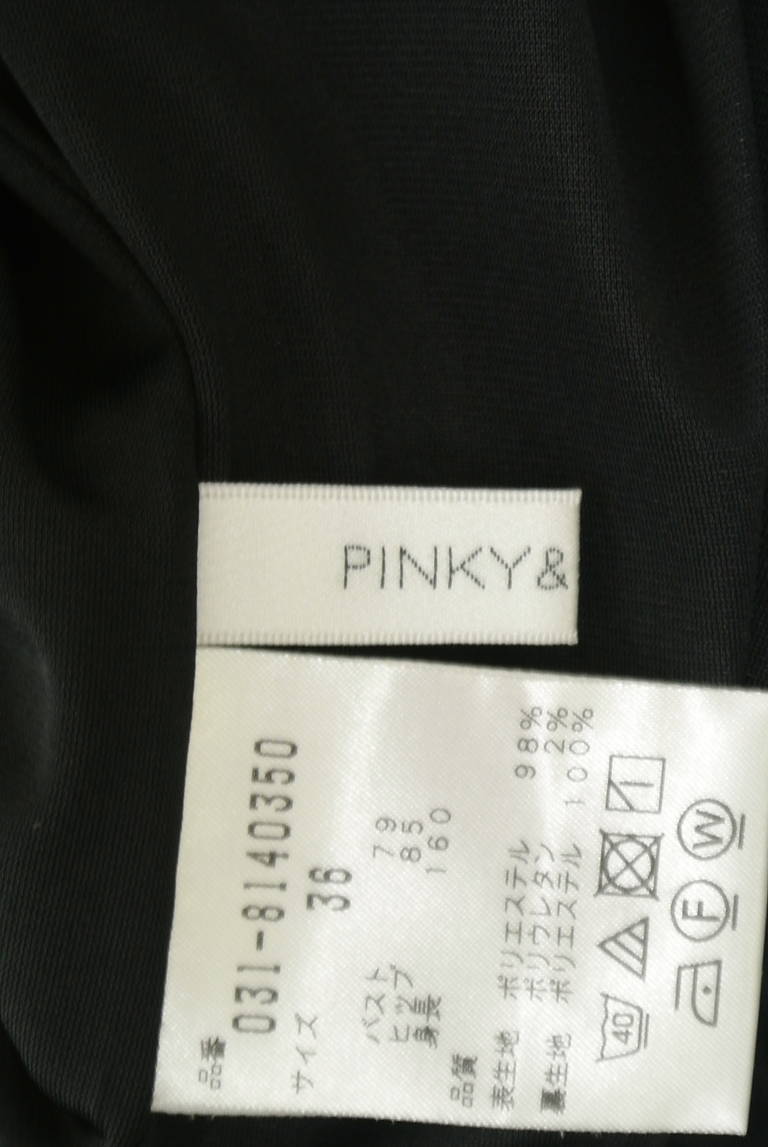 PINKY&
品番
031-8140350
サイズ 36
バスト 79
ヒップ 85
身長 160
品質
表生地 ポリエステル 98%
ポリウレタン 2%
裏生地 ポリエステル 100%
40
F W